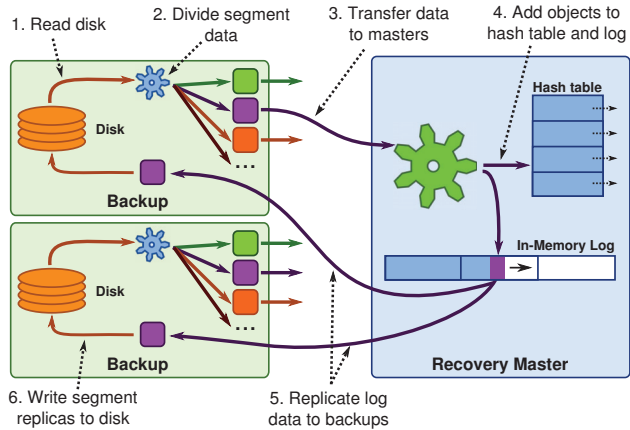 1. Read disk
2. Divide segment
data
3. Transfer data
to masters
4. Add objects to
hash table and log
Disk
...
Backup
Hash table
In-Memory Log
Recovery Master
Disk
...
Backup
6. Write segment
replicas to disk
5. Replicate log
data to backups